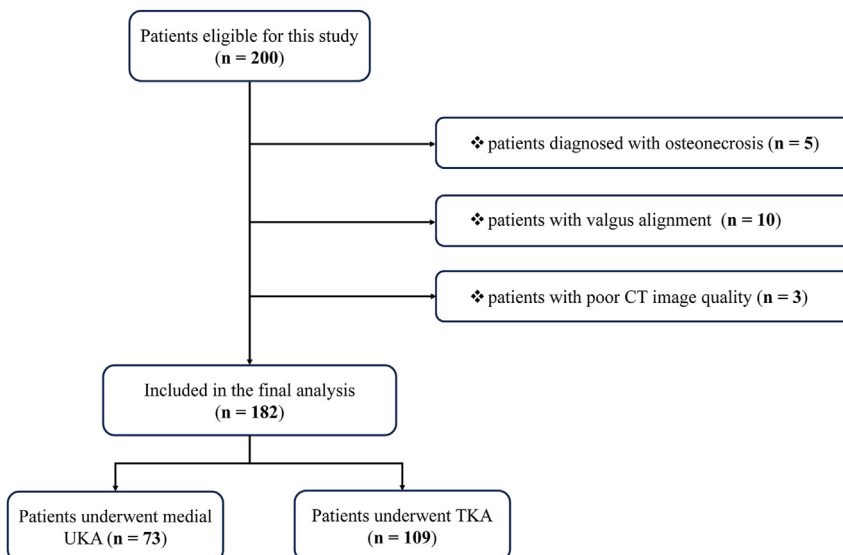 Patients eligible for this study
(n = 200)
❖ patients diagnosed with osteonecrosis (n = 5)
❖ patients with valgus alignment (n = 10)
❖ patients with poor CT image quality (n = 3)
Included in the final analysis
(n = 182)
Patients underwent medial
UKA (n = 73)
Patients underwent TKA
(n = 109)